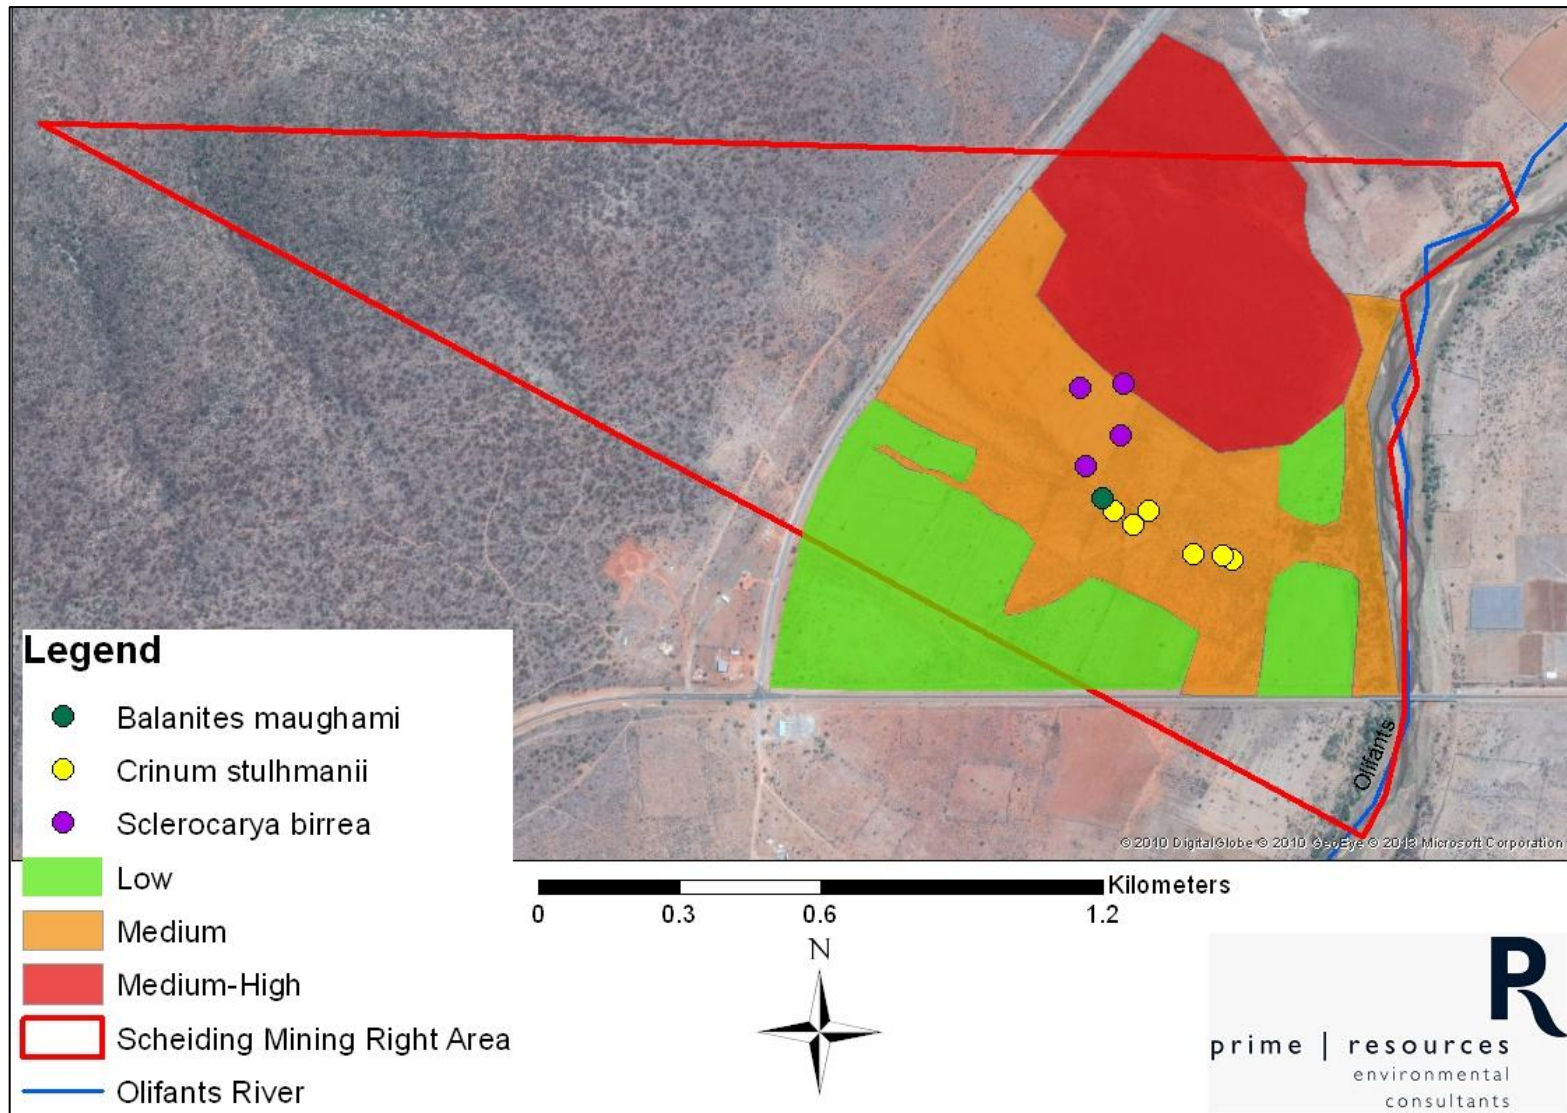 Olifants
© 2010 DigitalGlobe © 2010 GeoEye © 2013 Microsoft Corporation
Legend
Balanites maughami
Crinum stulhmanii
Sclerocarya birrea
Low
Medium
Medium-High
Scheiding Mining Right Area
Olifants River
Kilometers
0 0.3 0.6 1.2
N
R
prime | resources
environmental
consultants